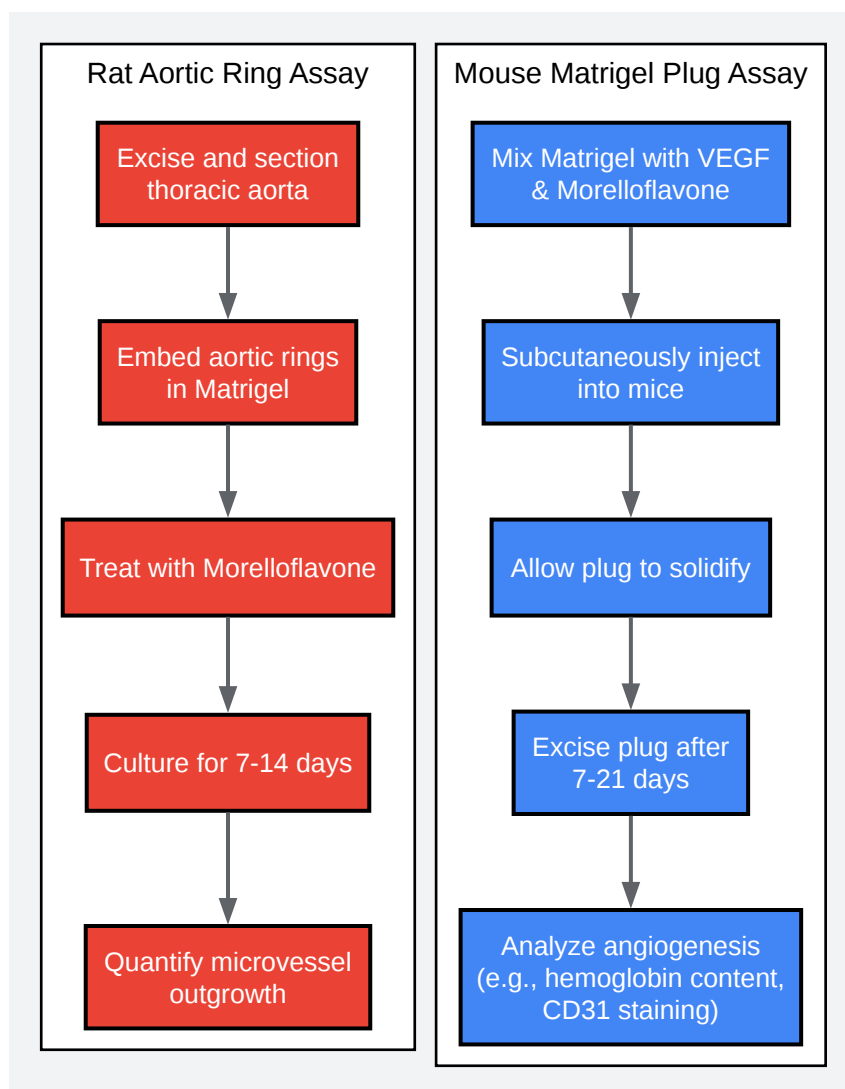 Rat Aortic Ring Assay
Excise and section
thoracic aorta
Embed aortic rings
in Matrigel
Treat with Morelloflavone
Culture for 7-14 days
Quantify microvessel
outgrowth
Mouse Matrigel Plug Assay
Mix Matrigel with VEGF
& Morelloflavone
Subcutaneously inject
into mice
Allow plug to solidify
Excise plug after
7-21 days
Analyze angiogenesis
(e.g., hemoglobin content,
CD31 staining)